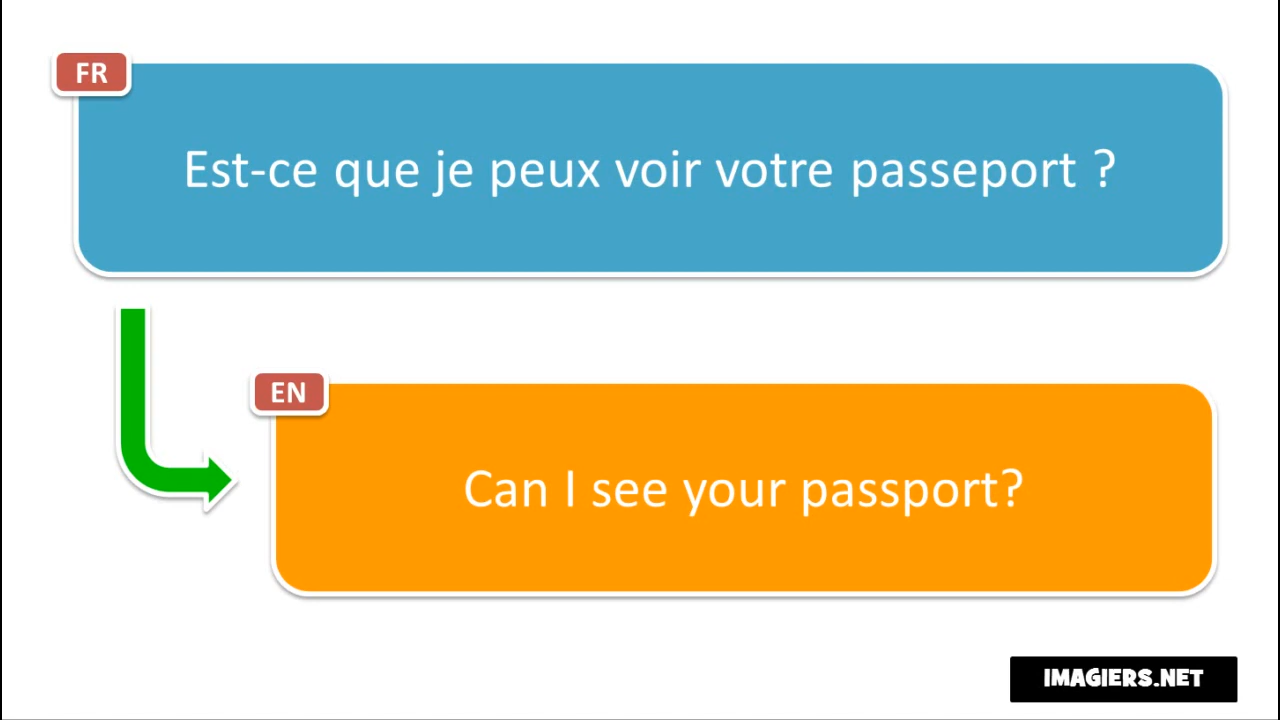 FR
Est-ce que je peux voir votre passeport ?
EN
Can I see your passport?
IMAGIERS.NET